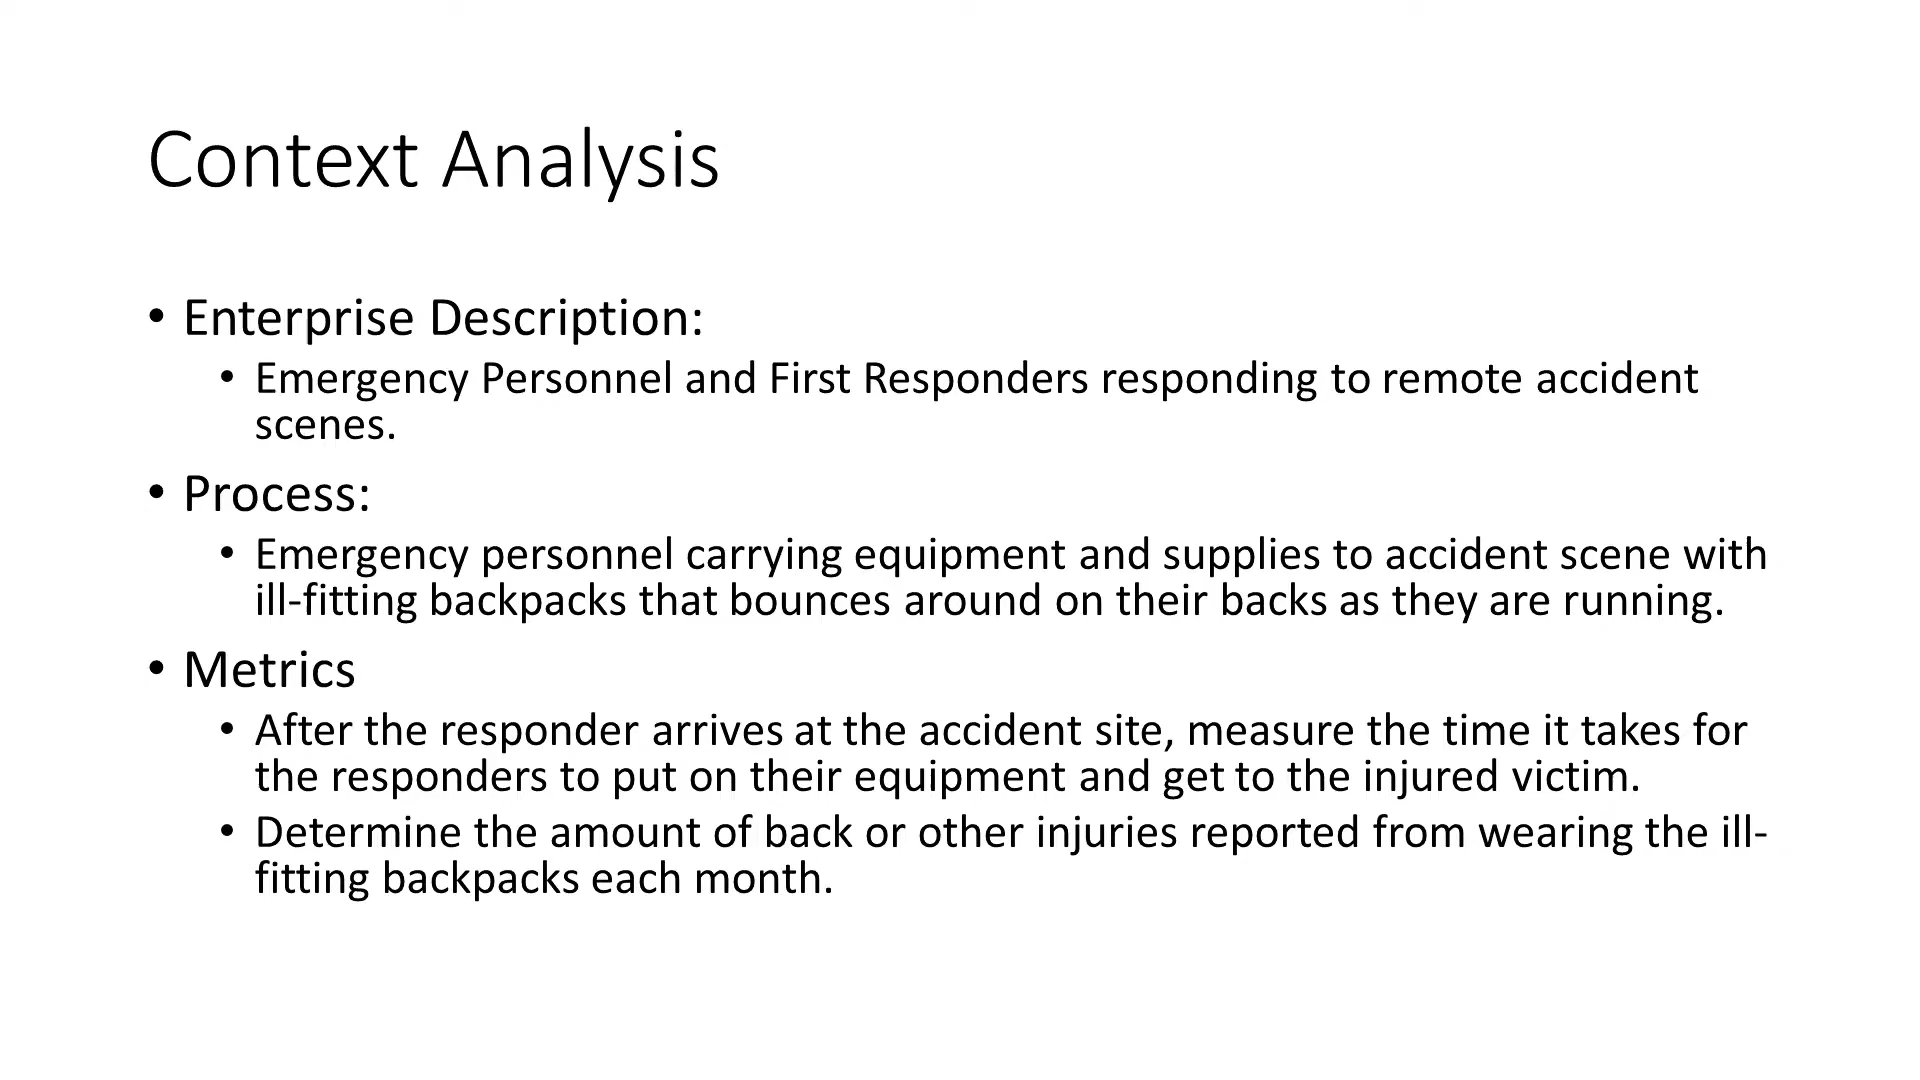 Context Analysis
• Enterprise Description:
• Emergency Personnel and First Responders responding to remote accident
scenes.
• Process:
• Emergency personnel carrying equipment and supplies to accident scene with
ill-fitting backpacks that bounces around on their backs as they are running.
• Metrics
• After the responder arrives at the accident site, measure the time it takes for
the responders to put on their equipment and get to the injured victim.
• Determine the amount of back or other injuries reported from wearing the ill-
fitting backpacks each month.